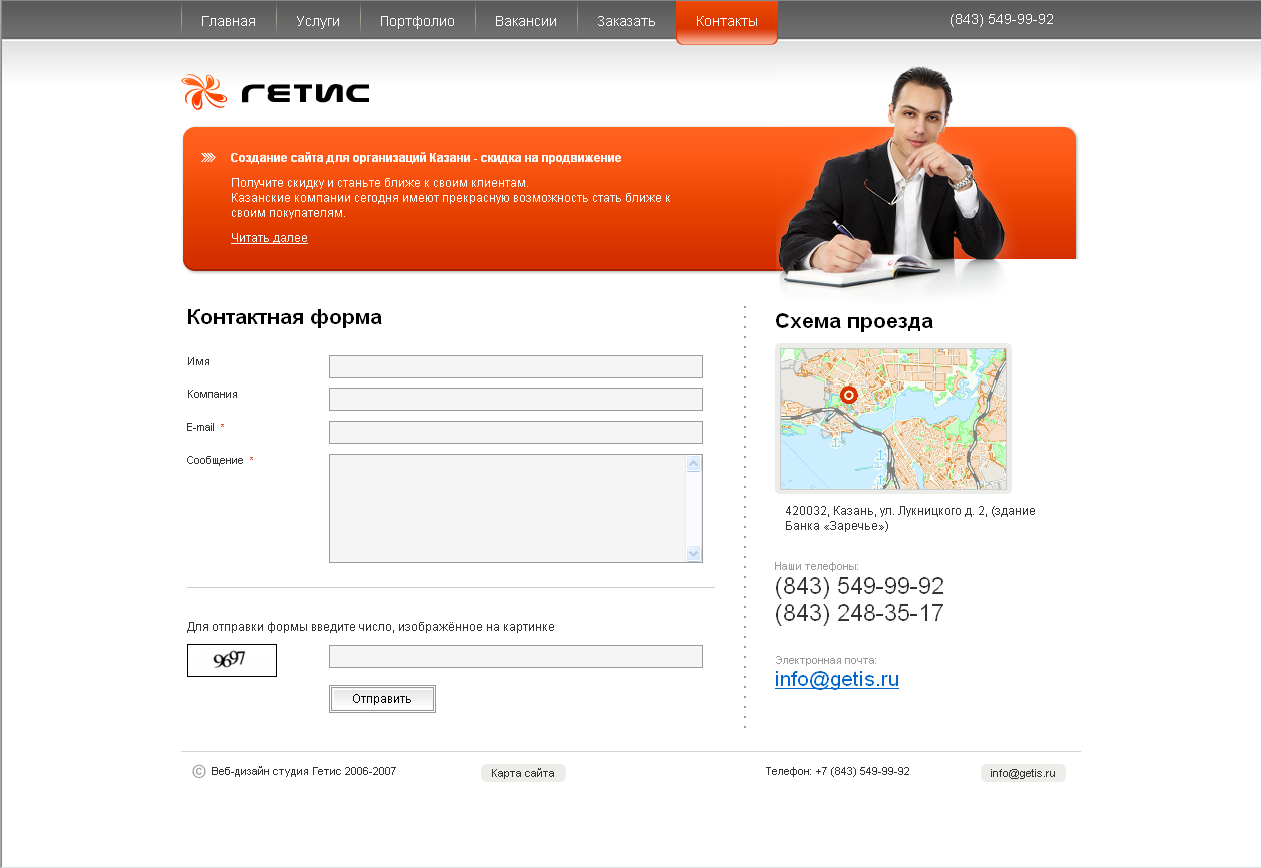 Главная
Услуги
Портфолио
Вакансии
Заказать
Контакты
(843) 549-99-92
ГЕТИС
Создание сайта для организаций Казани - скидка на продвижение
Получите скидку и станьте ближе к своим клиентам.
Казанские компании сегодня имеют прекрасную возможность стать ближе к
своим покупателям.
Читать далее
Контактная форма
Имя
Компания
E-mail *
Сообщение *
Для отправки формы введите число, изображённое на картинке
9697
Отправить
Схема проезда
420032, Казань, ул. Лукницкого д. 2, (здание
Банка «Заречье»)
Наши телефоны:
(843) 549-99-92
(843) 248-35-17
Электронная почта:
info@getis.ru
© Веб-дизайн студия Гетис 2006-2007
Карта сайта
Телефон: +7 (843) 549-99-92
info@getis.ru